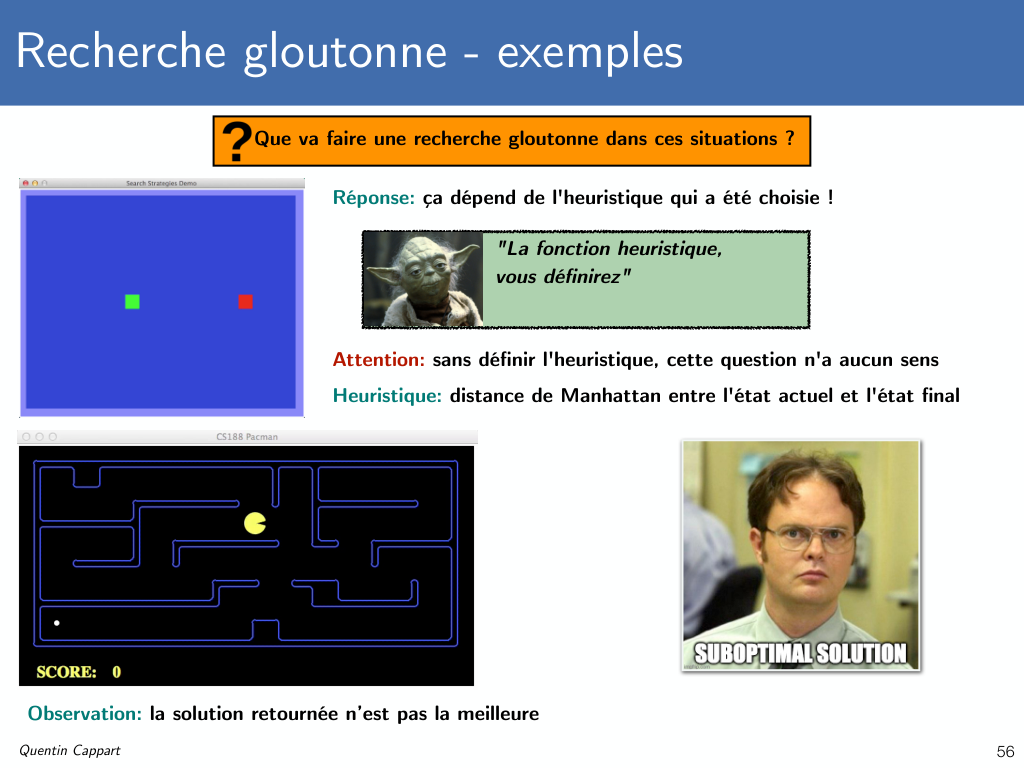 Recherche gloutonne - exemples
? Que va faire une recherche gloutonne dans ces situations ?
Search Strategies Demo
Réponse: ça dépend de l'heuristique qui a été choisie !
"La fonction heuristique,
vous définirez"
Attention: sans définir l'heuristique, cette question n'a aucun sens
Heuristique: distance de Manhattan entre l'état actuel et l'état final
CS188 Pacman
SCORE: 0
SUBOPTIMAL SOLUTION
Observation: la solution retournée n'est pas la meilleure
Quentin Cappart
56